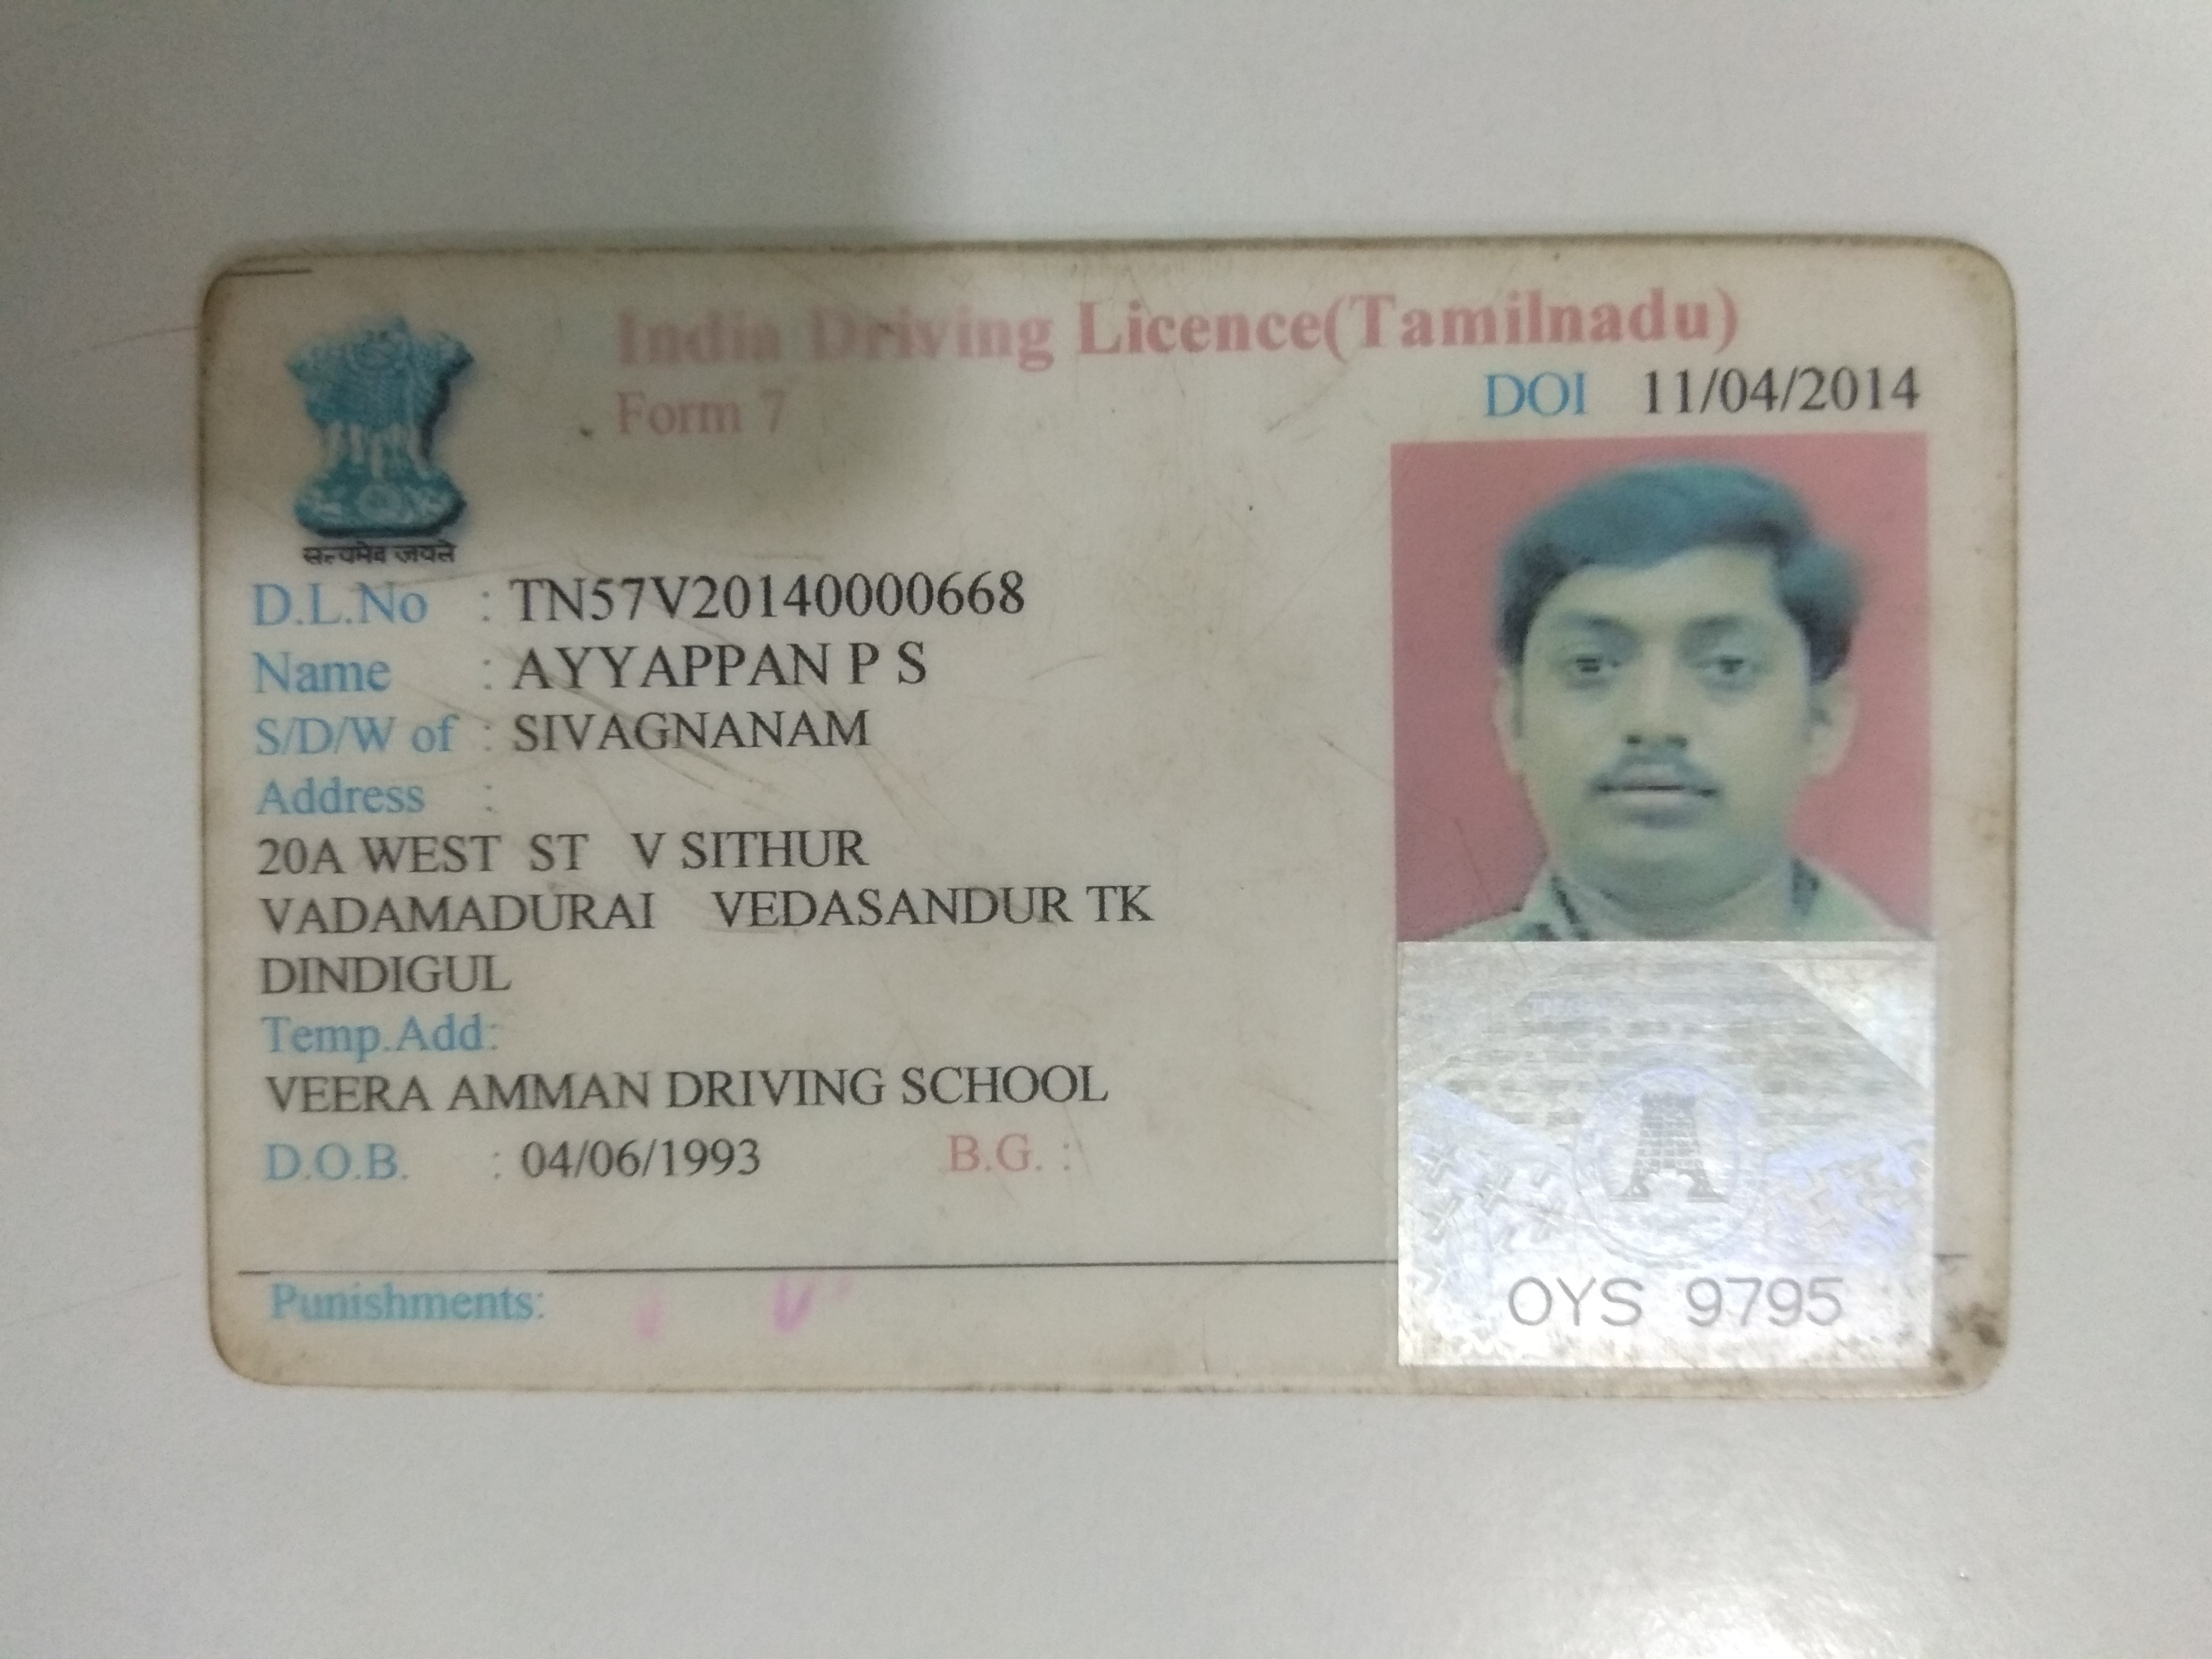 India Driving Licence(Tamilnadu)
Form 7
DOI 11/04/2014
सत्यमेव जयते
D.L.No : TN57V20140000668
Name : AYYAPPAN P S
S/D/W of : SIVAGNANAM
Address :
20A WEST ST V SITHUR
VADAMADURAI VEDASANDUR TK
DINDIGUL
Temp.Add:
VEERA AMMAN DRIVING SCHOOL
D.O.B. : 04/06/1993 B.G. :
Punishments:
OYS 9795